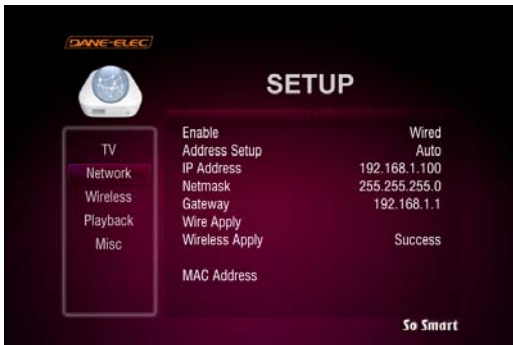 DANE-ELEC
SETUP
TV
Network
Wireless
Playback
Misc
Enable Wired
Address Setup Auto
IP Address 192.168.1.100
Netmask 255.255.255.0
Gateway 192.168.1.1
Wire Apply
Wireless Apply Success
MAC Address
So Smart